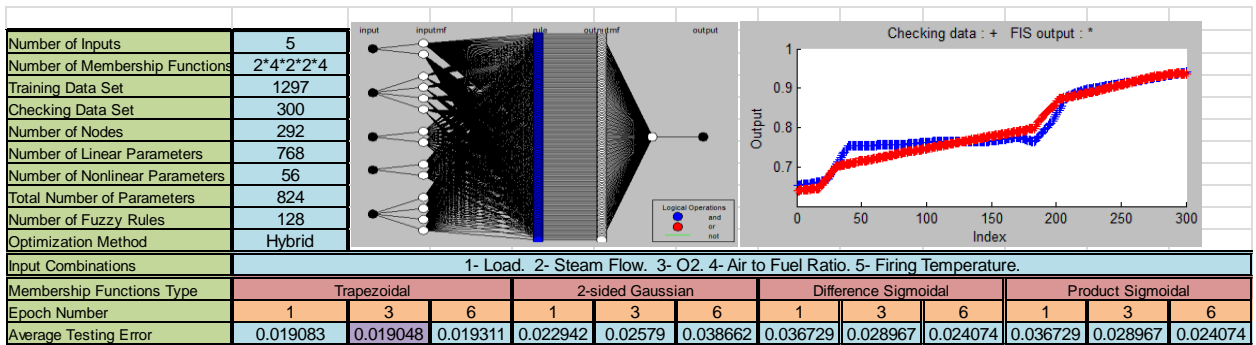 Number of Inputs 5
Number of Membership Functions 2*4*2*2*4
Training Data Set 1297
Checking Data Set 300
Number of Nodes 292
Number of Linear Parameters 768
Number of Nonlinear Parameters 56
Total Number of Parameters 824
Number of Fuzzy Rules 128
Optimization Method Hybrid
input inputmf rule outputmf output
Logical Operations
and
or
not
Checking data : + FIS output : *
Output
1
0.9
0.8
0.7
0 50 100 150 200 250 300
Index
Input Combinations 1- Load. 2- Steam Flow. 3- O2. 4- Air to Fuel Ratio. 5- Firing Temperature.
Membership Functions Type Trapezoidal 2-sided Gaussian Difference Sigmoidal Product Sigmoidal
Epoch Number 1 3 6 1 3 6 1 3 6 1 3 6
Average Testing Error 0.019083 0.019048 0.019311 0.022942 0.02579 0.038662 0.036729 0.028967 0.024074 0.036729 0.028967 0.024074